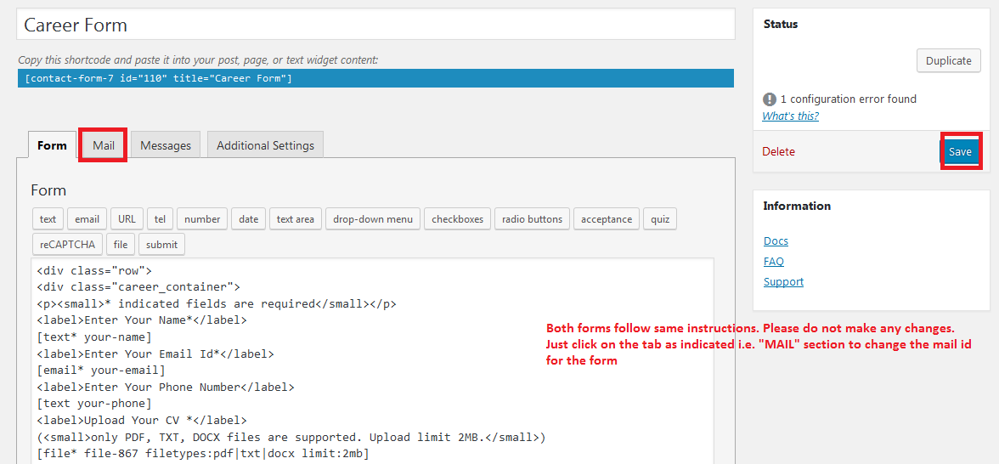 Career Form
Copy this shortcode and paste it into your post, page, or text widget content:
[contact-form-7 id="110" title="Career Form"]
Form
Mail
Messages
Additional Settings
Form
text
email
URL
tel
number
date
text area
drop-down menu
checkboxes
radio buttons
acceptance
quiz
reCAPTCHA
file
submit
<div class="row">
<div class="career_container">
<p><small>* indicated fields are required</small></p>
<label>Enter Your Name*</label>
[text* your-name]
<label>Enter Your Email Id*</label>
[email* your-email]
<label>Enter Your Phone Number</label>
[text your-phone]
<label>Upload Your CV *</label>
(<small>only PDF, TXT, DOCX files are supported. Upload limit 2MB.</small>)
[file* file-867 filetypes:pdf|txt|docx limit:2mb]
Status
Duplicate
1 configuration error found
What's this?
Delete
Save
Information
Docs
FAQ
Support
Both forms follow same instructions. Please do not make any changes.
Just click on the tab as indicated i.e. "MAIL" section to change the mail id
for the form